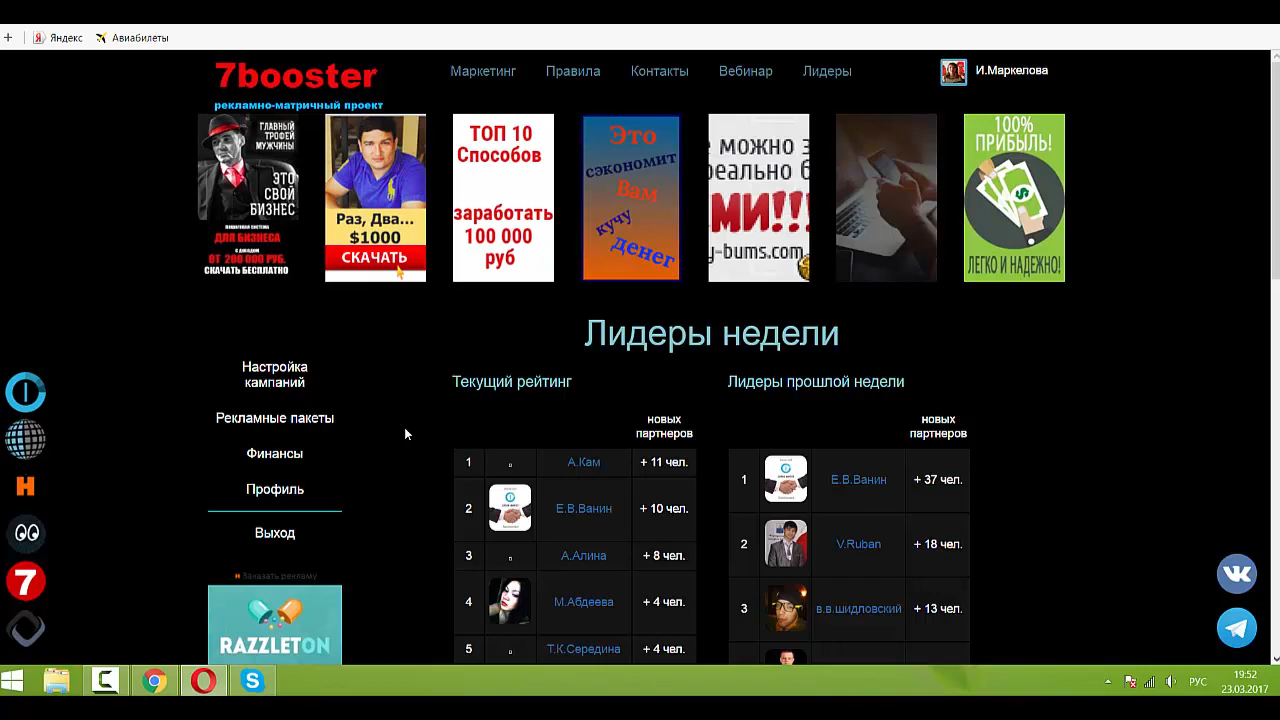 Яндекс
Авиабилеты
7booster
рекламно-матричный проект
Маркетинг
Правила
Контакты
Вебинар
Лидеры
И.Маркелова
ГЛАВНЫЙ
ТРОФЕЙ
МУЖЧИНЫ
ЭТО
СВОЙ
БИЗНЕС
ПОШАГОВАЯ СИСТЕМА
ДЛЯ БИЗНЕСА
С ДОХОДОМ
ОТ 200 000 РУБ.
СКАЧАТЬ БЕСПЛАТНО
Раз, Два...
$1000
СКАЧАТЬ
ТОП 10
Способов
заработать
100 000
руб
Это
сэкономит
Вам
кучу
денег
е можно з
реально б
МИ!!!
y-bums.com
100%
ПРИБЫЛЬ!
ЛЕГКО И НАДЕЖНО!
Лидеры недели
Настройка
кампаний
Рекламные пакеты
Финансы
Профиль
Выход
Заказать рекламу
RAZZLETON
Текущий рейтинг
новых
партнеров
1 А.Кам + 11 чел.
2 Е.В.Ванин + 10 чел.
3 А.Алина + 8 чел.
4 М.Абдеева + 4 чел.
5 Т.К.Середина + 4 чел.
Лидеры прошлой недели
новых
партнеров
1 Е.В.Ванин + 37 чел.
2 V.Ruban + 18 чел.
3 в.в.шидловский + 13 чел.
H
7
РУС
19:52
23.03.2017